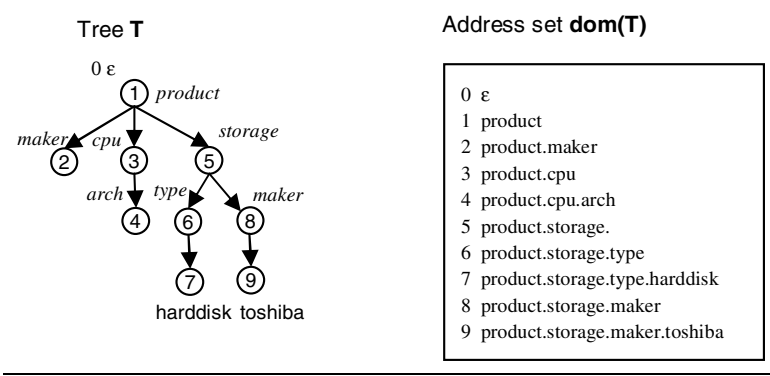 Tree T
0 ε
1 product
maker cpu storage
2 3 5
arch type maker
4 6 8
7 9
harddisk toshiba
Address set dom(T)
0 ε
1 product
2 product.maker
3 product.cpu
4 product.cpu.arch
5 product.storage.
6 product.storage.type
7 product.storage.type.harddisk
8 product.storage.maker
9 product.storage.maker.toshiba